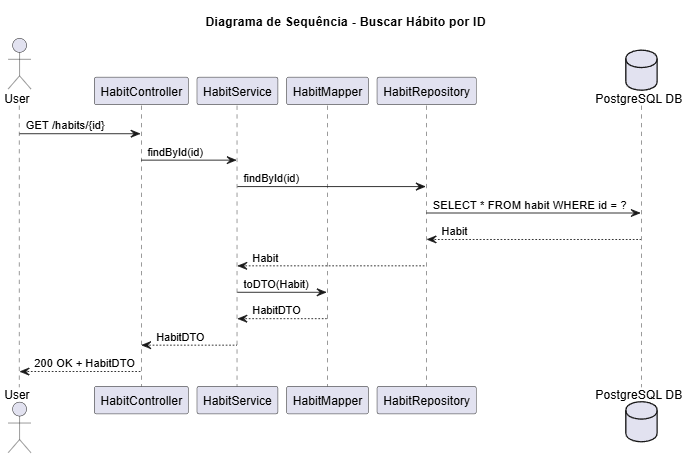 Diagrama de Sequência - Buscar Hábito por ID
User
HabitController
HabitService
HabitMapper
HabitRepository
PostgreSQL DB
GET /habits/{id}
findById(id)
findById(id)
SELECT * FROM habit WHERE id = ?
Habit
Habit
toDTO(Habit)
HabitDTO
HabitDTO
200 OK + HabitDTO
User
HabitController
HabitService
HabitMapper
HabitRepository
PostgreSQL DB